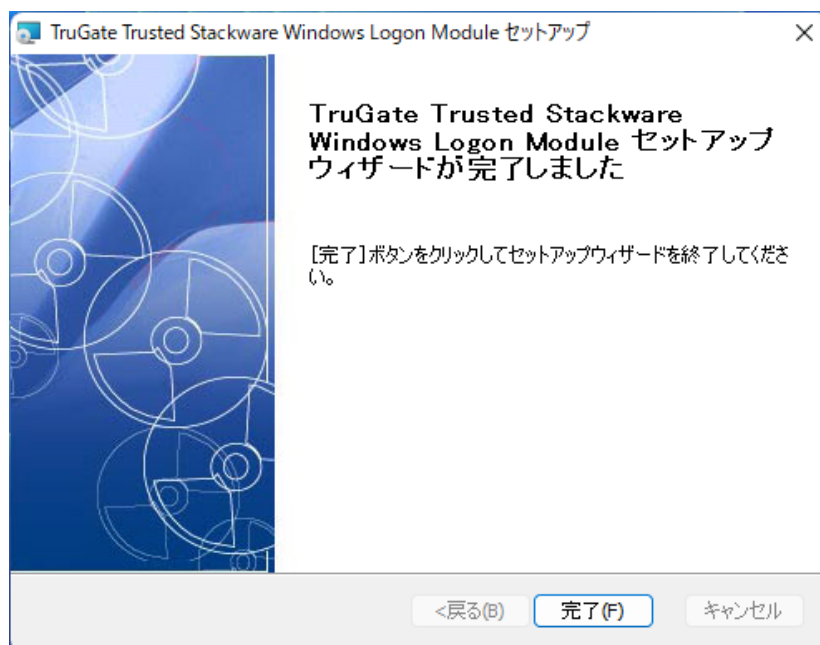 TruGate Trusted Stackware Windows Logon Module セットアップ
TruGate Trusted Stackware
Windows Logon Module セットアップ
ウィザードが完了しました
[完了]ボタンをクリックしてセットアップウィザードを終了してくださ
い。
<戻る(B)
完了(F)
キャンセル